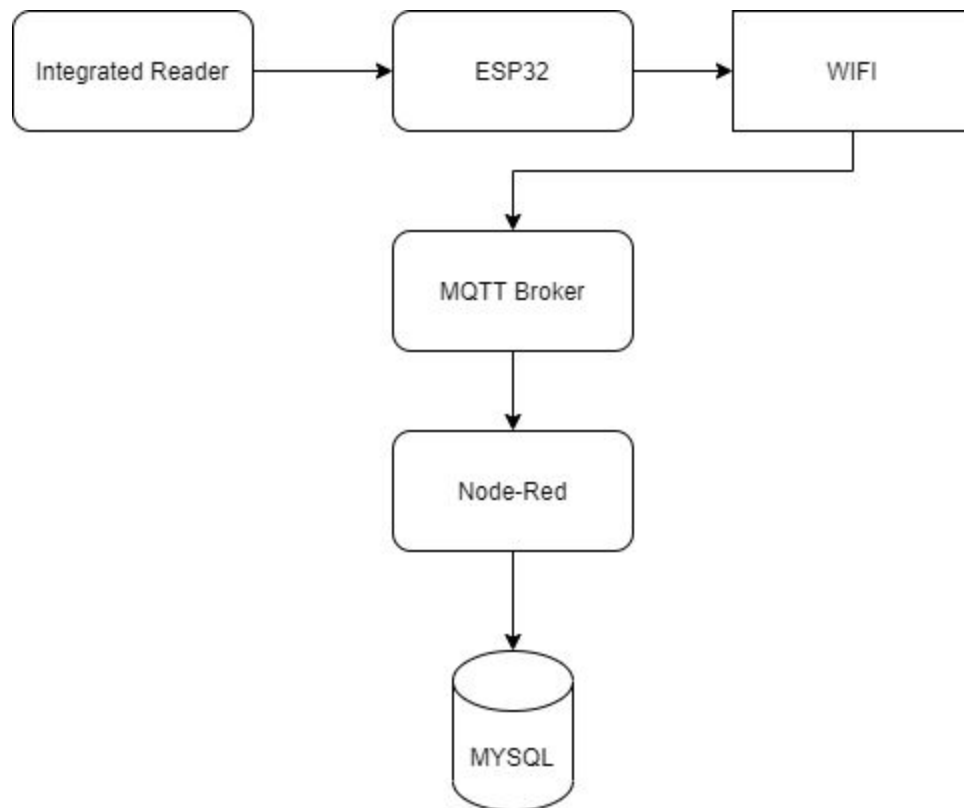 Integrated Reader
ESP32
WIFI
MQTT Broker
Node-Red
MYSQL